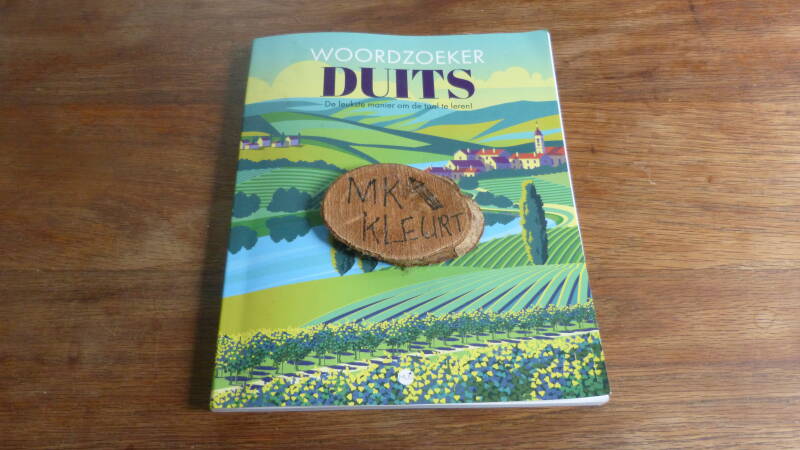 WOORDZOEKER
DUITS
De leukste manier om de taal te leren!
MK
KLEURT